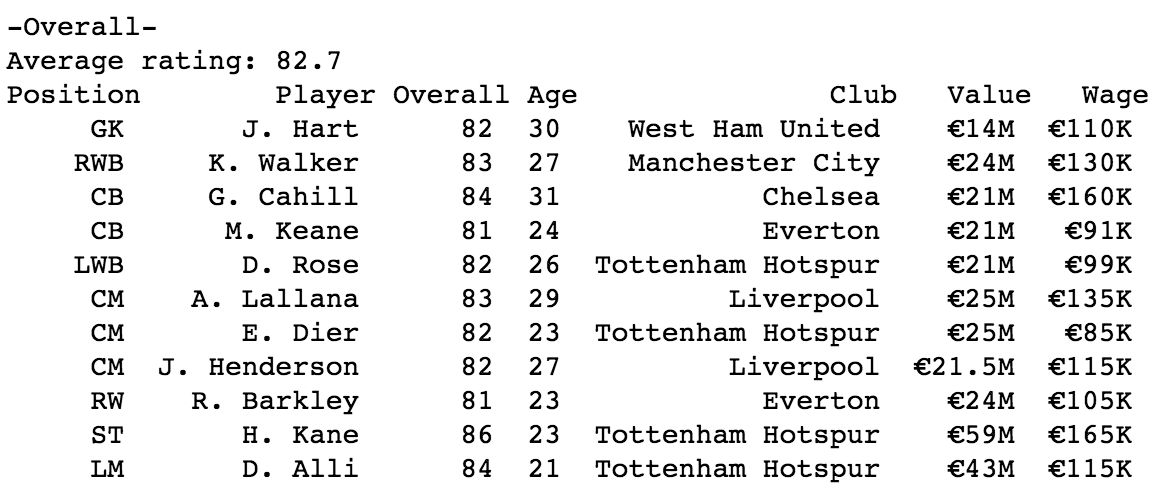 -Overall-
Average rating: 82.7
Position Player Overall Age Club Value Wage
GK J. Hart 82 30 West Ham United €14M €110K
RWB K. Walker 83 27 Manchester City €24M €130K
CB G. Cahill 84 31 Chelsea €21M €160K
CB M. Keane 81 24 Everton €21M €91K
LWB D. Rose 82 26 Tottenham Hotspur €21M €99K
CM A. Lallana 83 29 Liverpool €25M €135K
CM E. Dier 82 23 Tottenham Hotspur €25M €85K
CM J. Henderson 82 27 Liverpool €21.5M €115K
RW R. Barkley 81 23 Everton €24M €105K
ST H. Kane 86 23 Tottenham Hotspur €59M €165K
LM D. Alli 84 21 Tottenham Hotspur €43M €115K